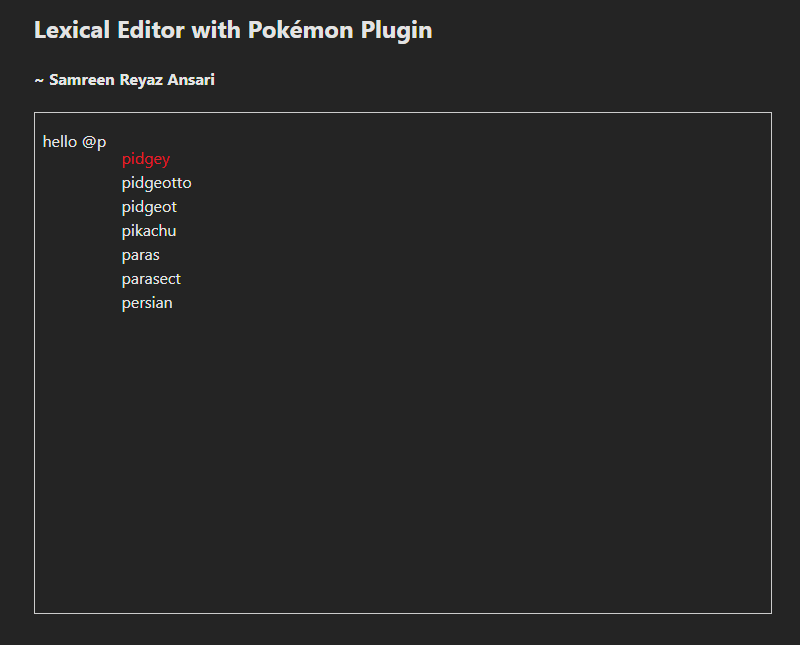 Lexical Editor with Pokémon Plugin
~ Samreen Reyaz Ansari
hello @p
pidgey
pidgeotto
pidgeot
pikachu
paras
parasect
persian